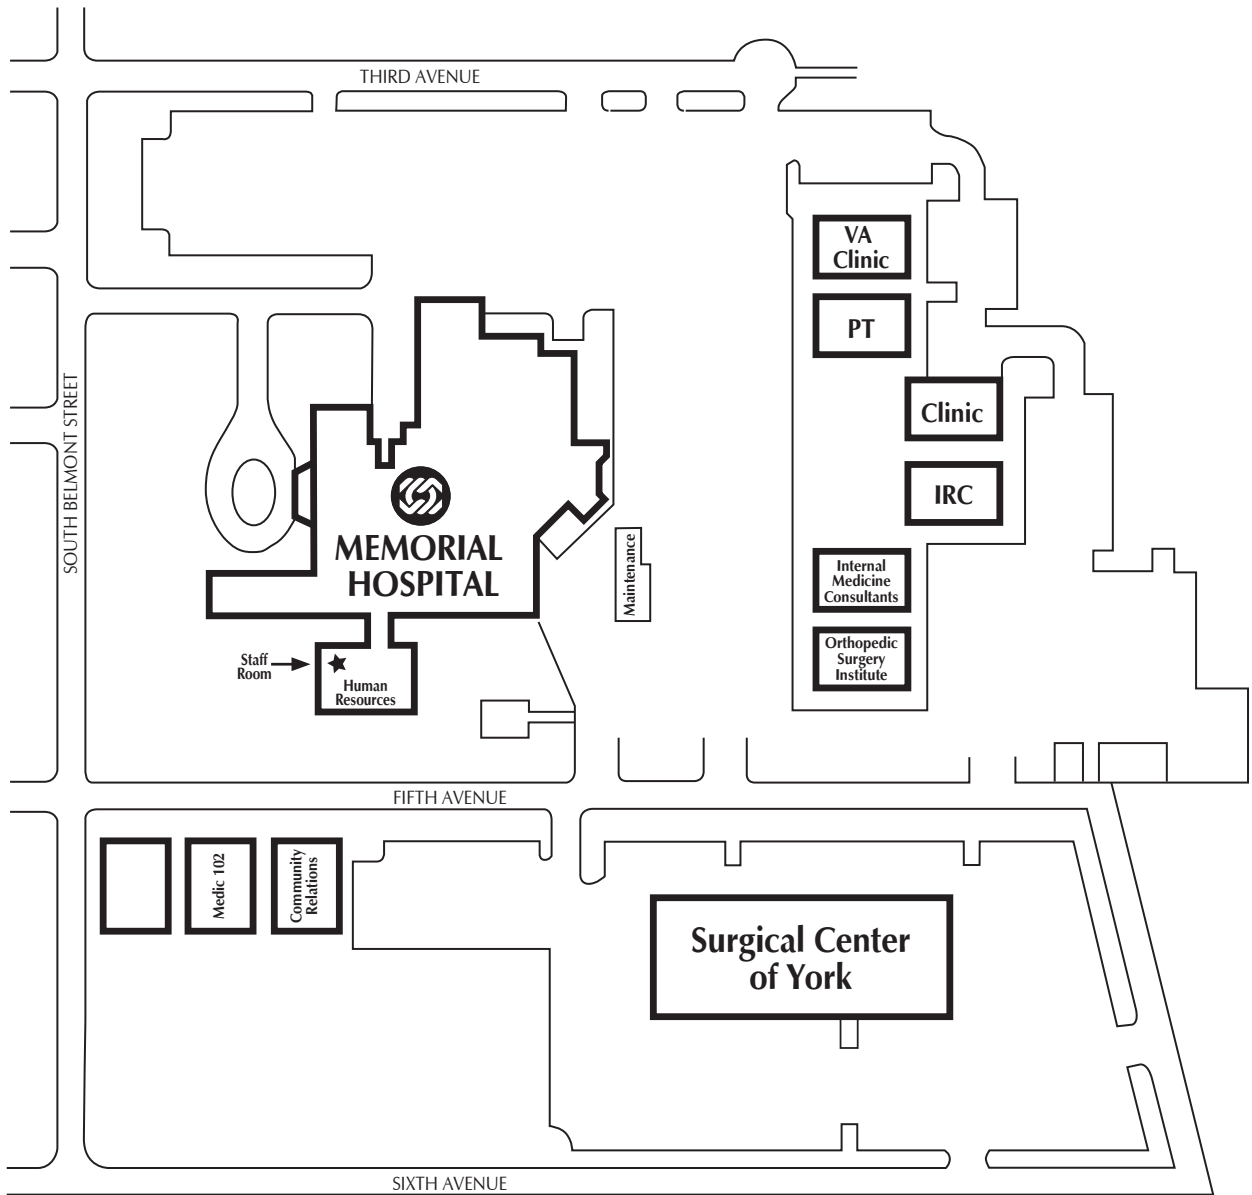 THIRD AVENUE
VA
Clinic
PT
Clinic
SOUTH BELMONT STREET
IRC
MEMORIAL
HOSPITAL
Maintenance
Internal
Medicine
Consultants
Orthopedic
Surgery
Institute
Staff
Room
Human
Resources
FIFTH AVENUE
Medic 102
Community
Relations
Surgical Center
of York
SIXTH AVENUE